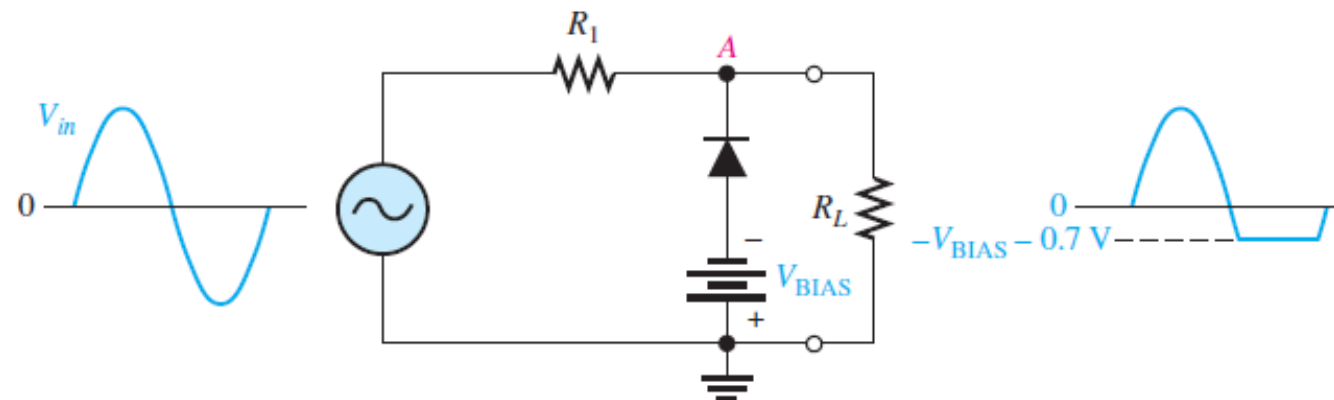 R1
A
Vin
0
RL
−
VBIAS
+
0
−VBIAS − 0.7 V